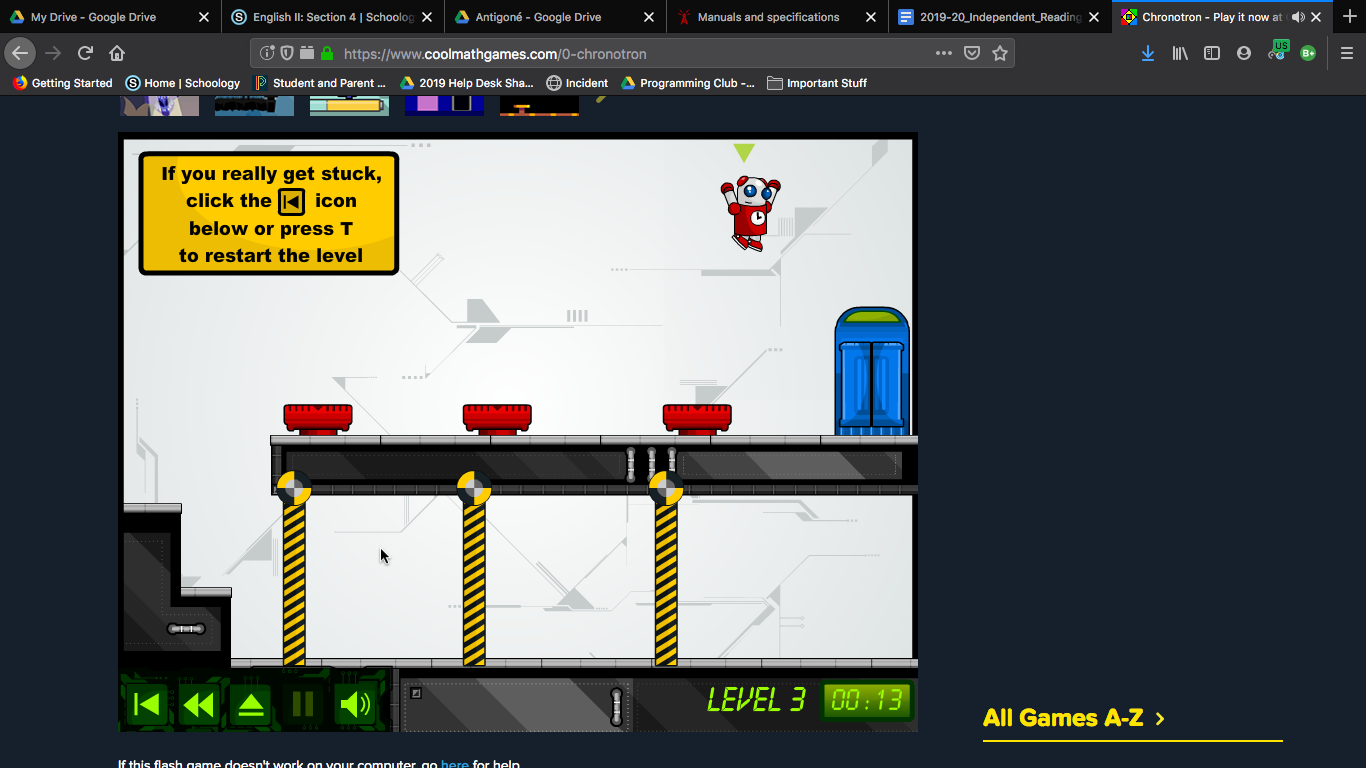 My Drive - Google Drive
English II: Section 4 | Schoolog
Antigoné - Google Drive
Manuals and specifications
2019-20_Independent_Reading
Chronotron - Play it now at
https://www.coolmathgames.com/0-chronotron
US
B+
Getting Started
Home | Schoology
Student and Parent ...
2019 Help Desk Sha...
Incident
Programming Club -...
Important Stuff
If you really get stuck,
click the icon
below or press T
to restart the level
LEVEL 3
00:13
All Games A-Z
If this flash game doesn't work on your computer, go here for help.